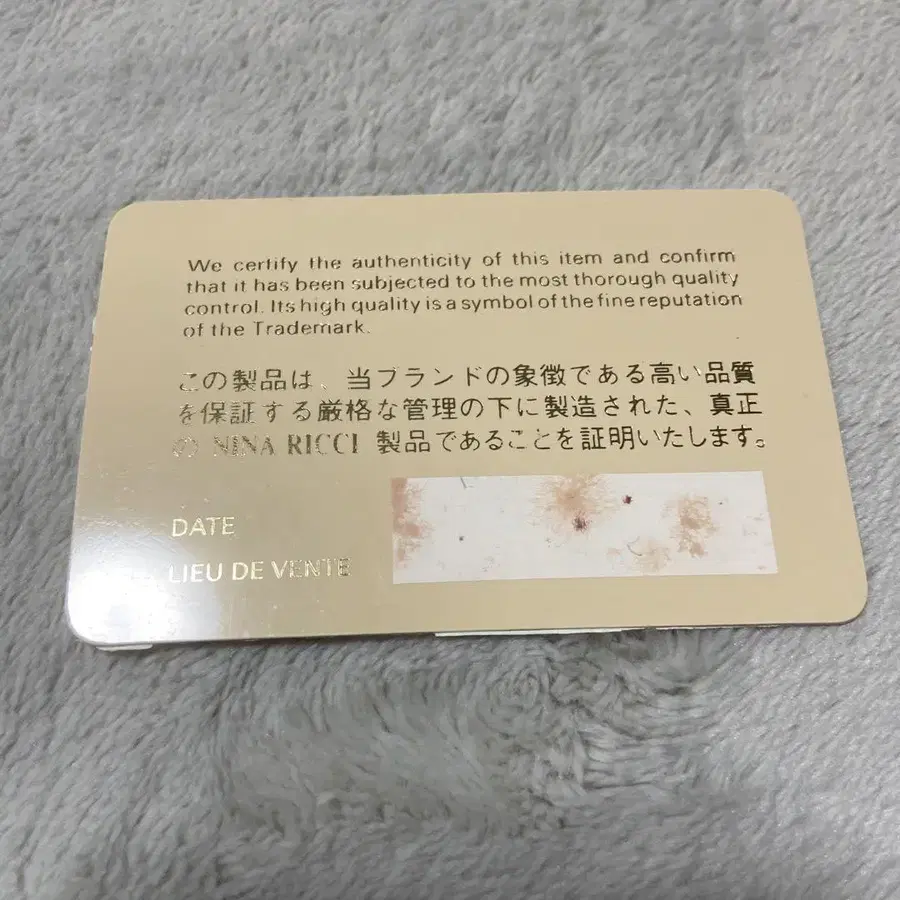 We certify the authenticity of this item and confirm
that it has been subjected to the most thorough quality
control. Its high quality is a symbol of the fine reputation
of the Trademark.
この製品は、当ブランドの象徴である高い品質
を保証する厳格な管理の下に製造された、真正
の NINA RICCI 製品であることを証明いたします。
DATE
LIEU DE VENTE